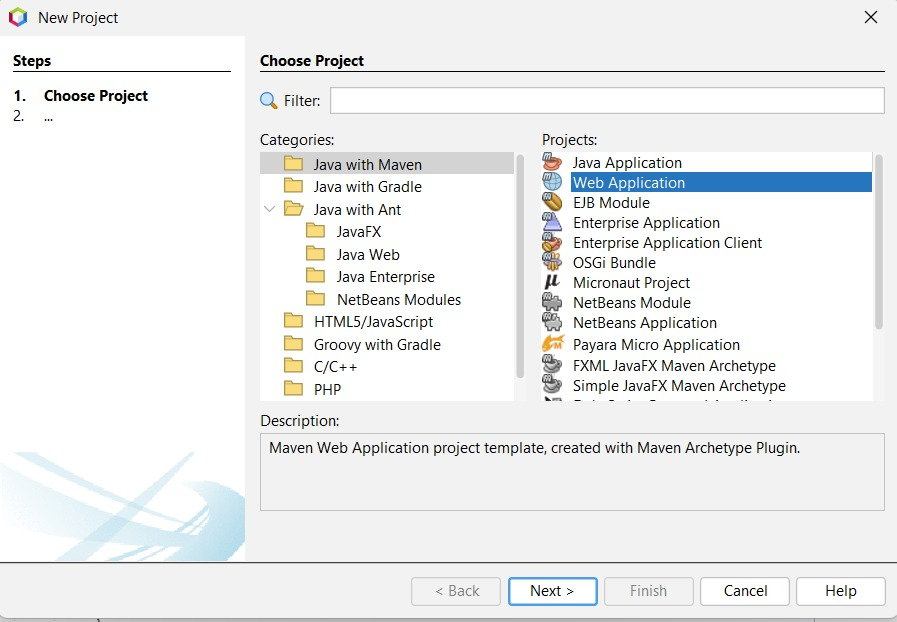 New Project
Steps
1. Choose Project
2. ...
Choose Project
Filter:
Categories:
Java with Maven
Java with Gradle
Java with Ant
JavaFX
Java Web
Java Enterprise
NetBeans Modules
HTML5/JavaScript
Groovy with Gradle
C/C++
PHP
Projects:
Java Application
Web Application
EJB Module
Enterprise Application
Enterprise Application Client
OSGi Bundle
Micronaut Project
NetBeans Module
NetBeans Application
Payara Micro Application
FXML JavaFX Maven Archetype
Simple JavaFX Maven Archetype
Description:
Maven Web Application project template, created with Maven Archetype Plugin.
< Back
Next >
Finish
Cancel
Help